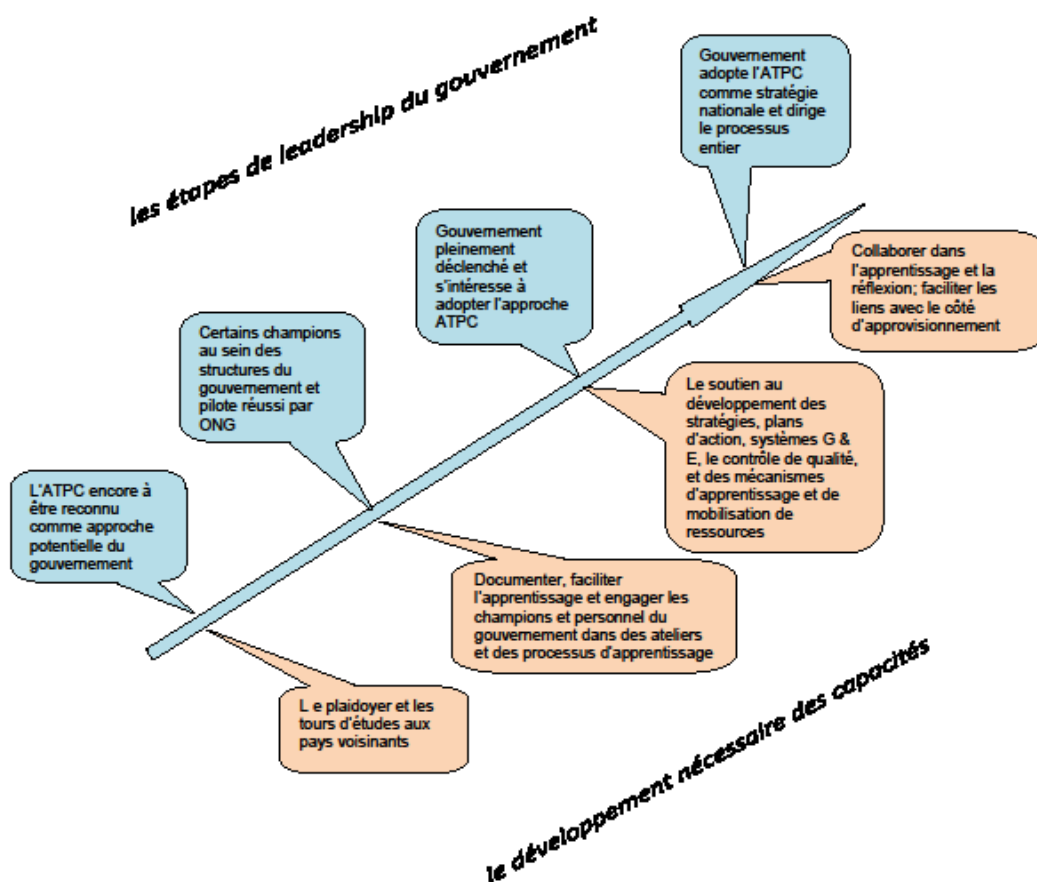 les étapes de leadership du gouvernement
Gouvernement
adopte l'ATPC
comme stratégie
nationale et dirige
le processus
entier
Gouvernement
pleinement
déclenché et
s'intéresse à
adopter l'approche
ATPC
Collaborer dans
l'apprentissage et la
réflexion; faciliter les
liens avec le côté
d'approvisionnement
Certains champions
au sein des
structures du
gouvernement et
pilote réussi par
ONG
Le soutien au
développement des
stratégies, plans
d'action, systèmes G &
E, le contrôle de qualité,
et des mécanismes
d'apprentissage et de
mobilisation de
ressources
L'ATPC encore à
être reconnu
comme approche
potentielle du
gouvernement
Documenter, faciliter
l'apprentissage et engager les
champions et personnel du
gouvernement dans des ateliers
et des processus d'apprentissage
L e plaidoyer et les
tours d'études aux
pays voisinants
le développement nécessaire des capacités